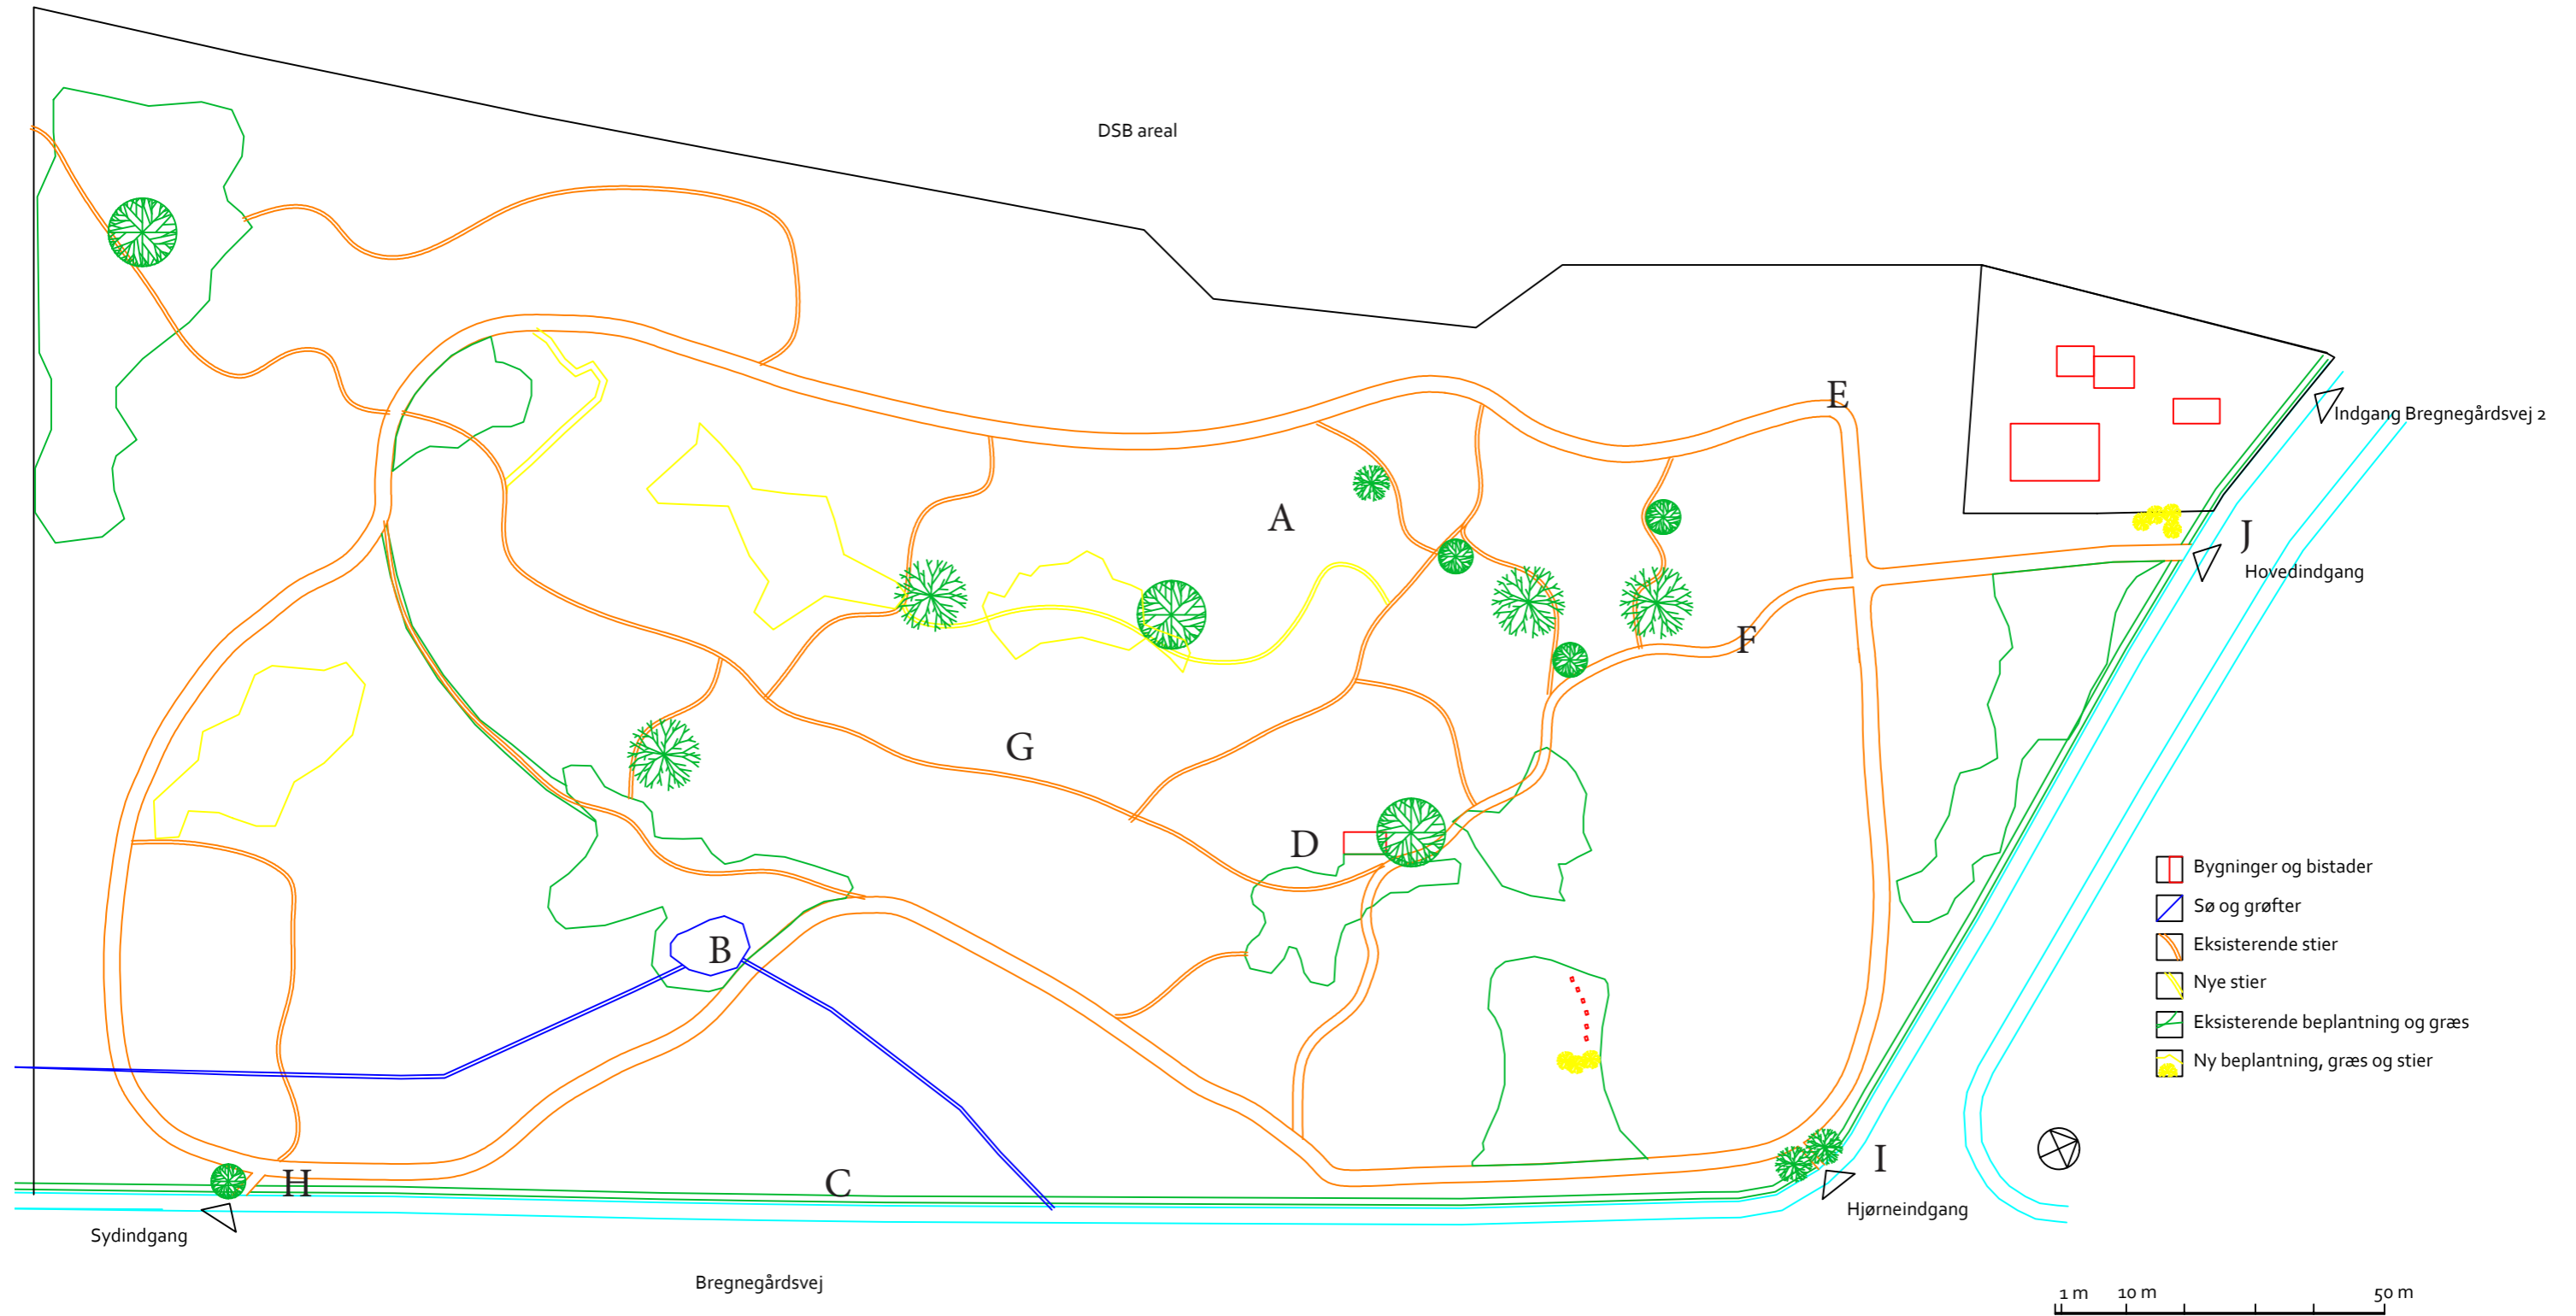 DSB areal
E
Indgang Bregnegårdsvej 2
A
J
Hovedindgang
F
G
D
Bygninger og bistader
Sø og grøfter
B
Eksisterende stier
Nye stier
Eksisterende beplantning og græs
Ny beplantning, græs og stier
I
H
C
Hjørneindgang
Sydindgang
Bregnegårdsvej
1 m 10 m 50 m